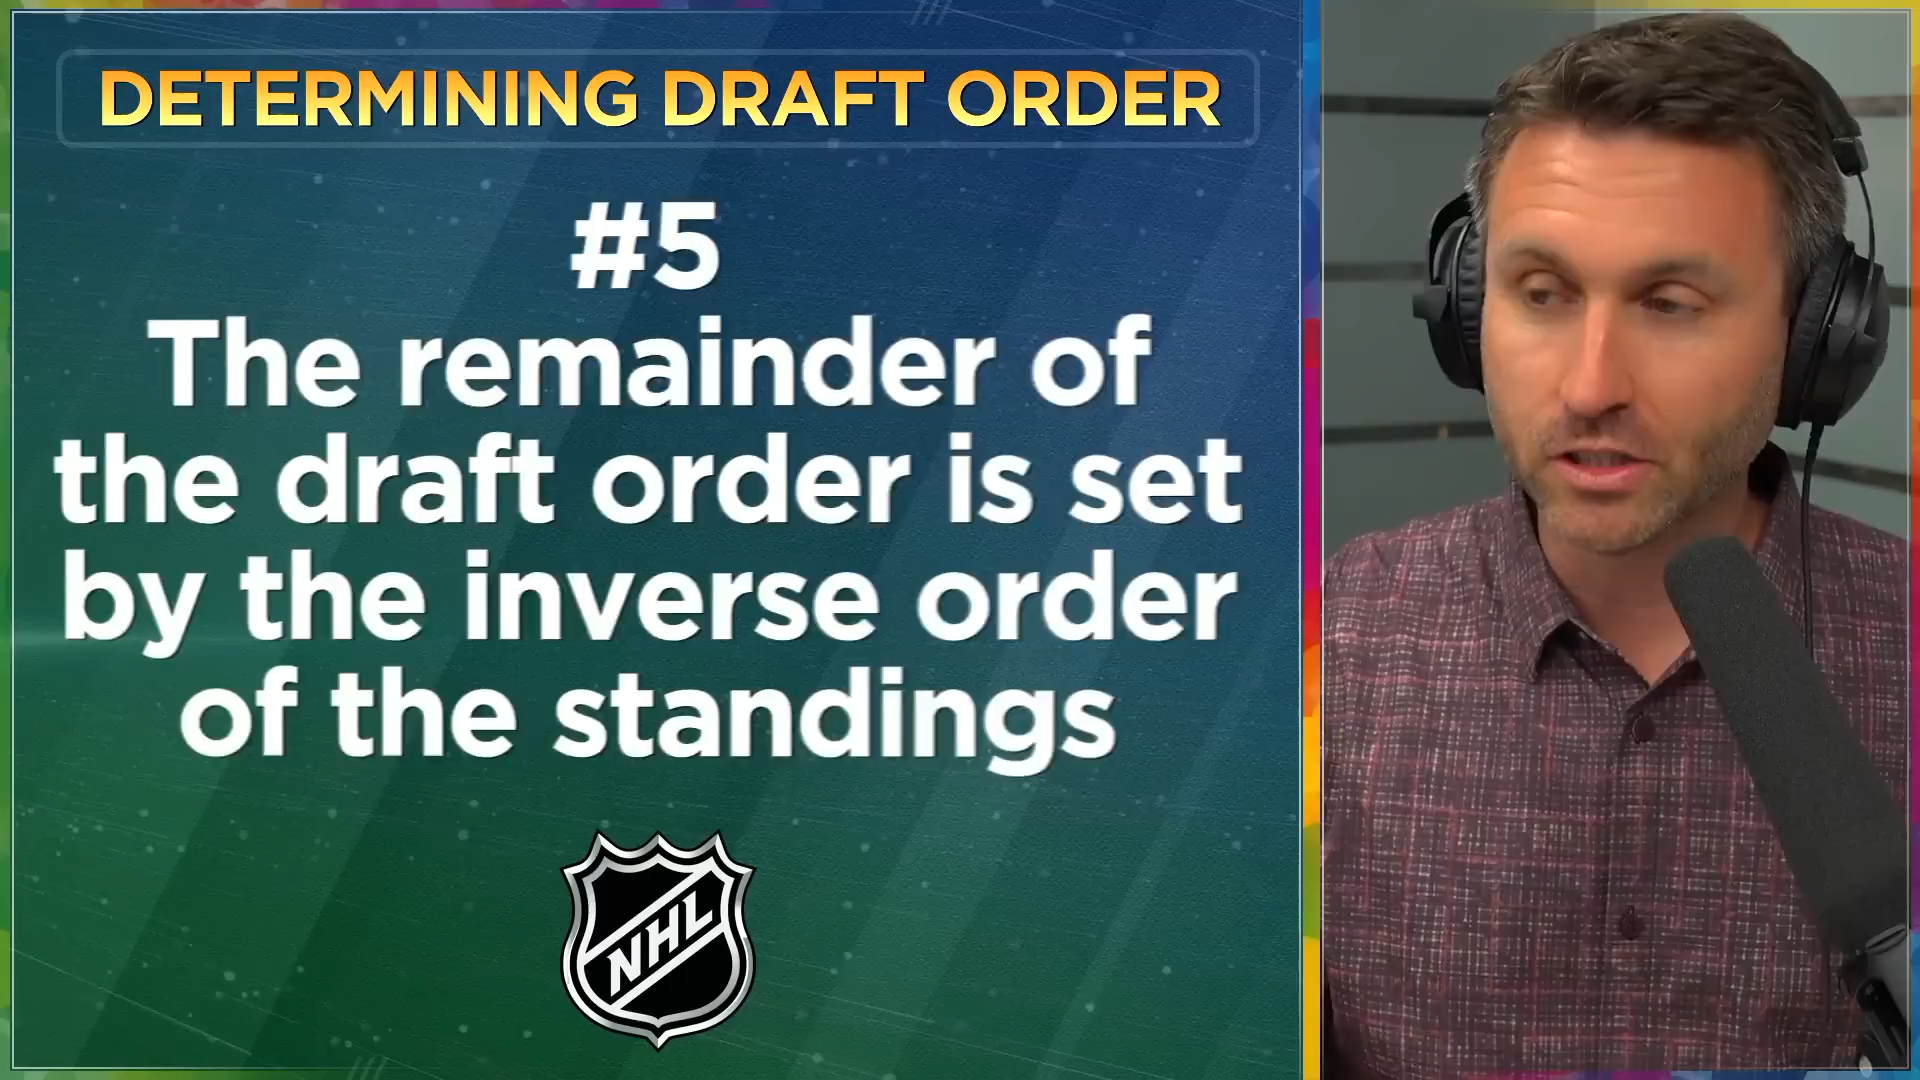 DETERMINING DRAFT ORDER
#5
The remainder of
the draft order is set
by the inverse order
of the standings
NHL